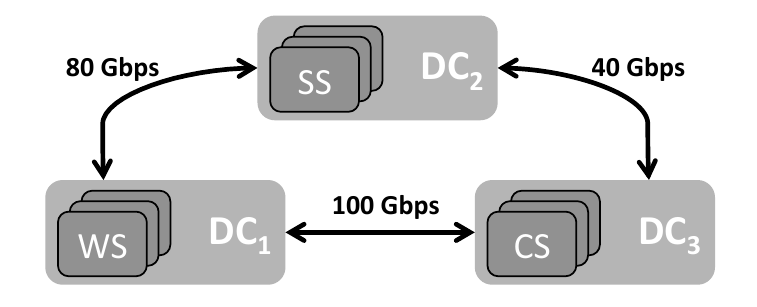 80 Gbps
SS
DC₂
40 Gbps
WS
DC₁
100 Gbps
CS
DC₃